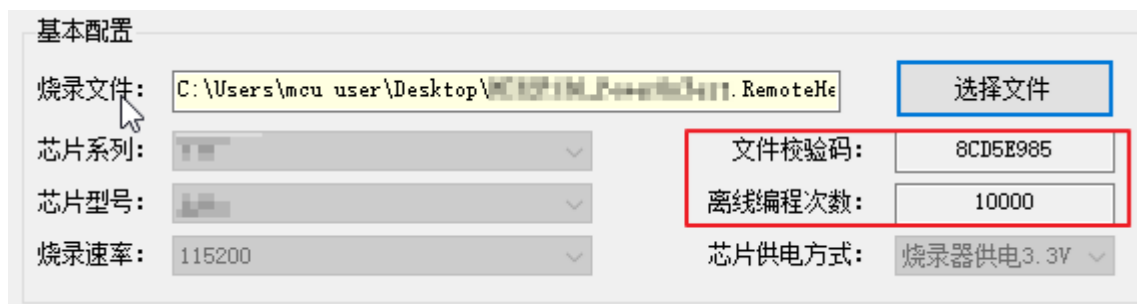 基本配置
烧录文件: C:\Users\mcu user\Desktop\ .RemoteHe 选择文件
芯片系列: 文件校验码: 8CD5E985
芯片型号: 离线编程次数: 10000
烧录速率: 115200 芯片供电方式: 烧录器供电3.3V